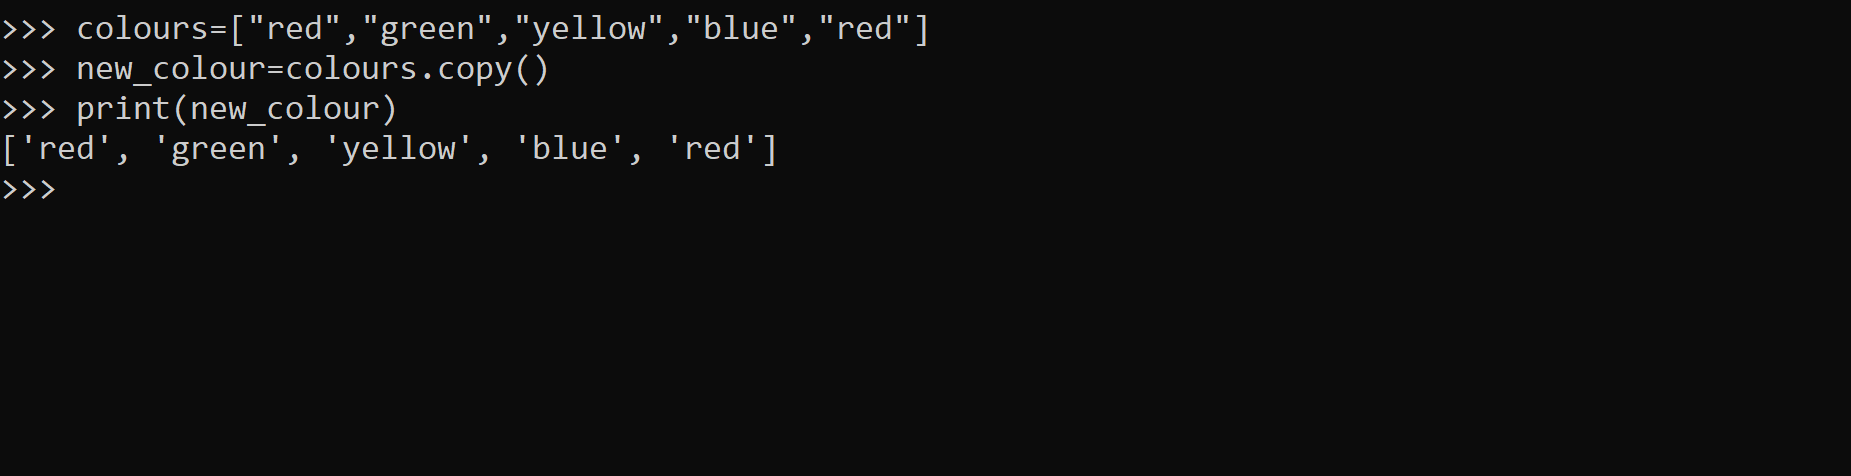 >>> colours=["red","green","yellow","blue","red"]
>>> new_colour=colours.copy()
>>> print(new_colour)
['red', 'green', 'yellow', 'blue', 'red']
>>>